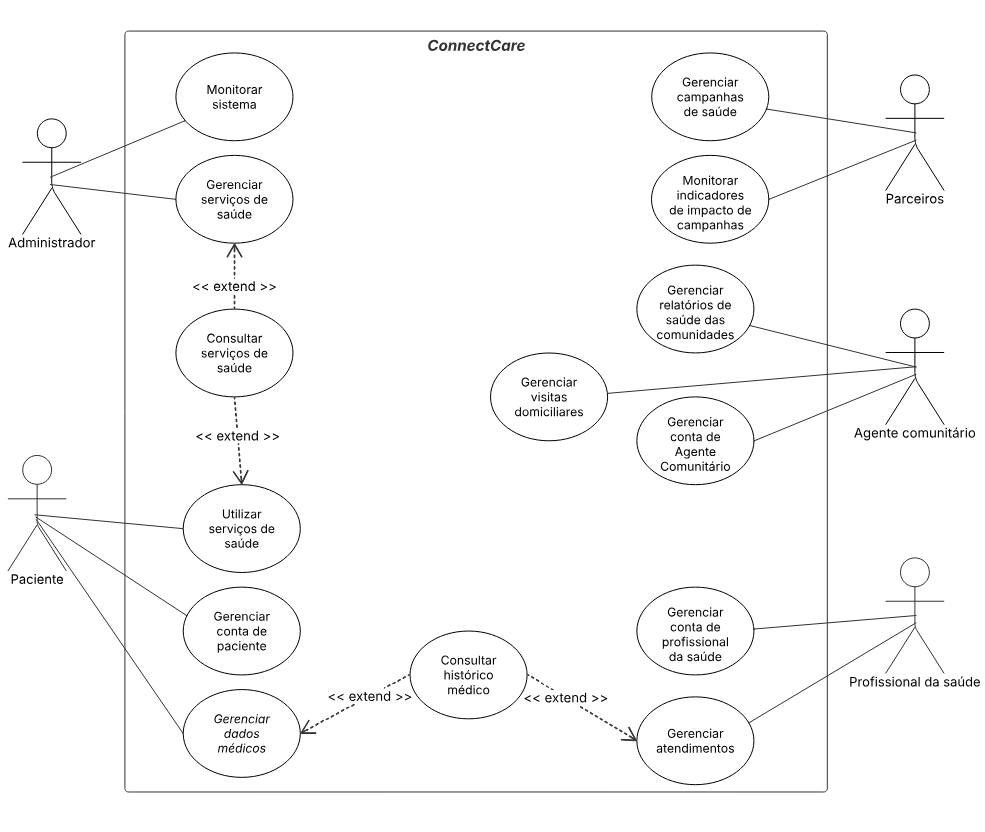 ConnectCare
Monitorar
sistema
Gerenciar
serviços de
saúde
<< extend >>
Consultar
serviços de
saúde
<< extend >>
Utilizar
serviços de
saúde
Gerenciar
conta de
paciente
Gerenciar
dados
médicos
Administrador
Paciente
Consultar
histórico
médico
<< extend >>
<< extend >>
Gerenciar
campanhas
de saúde
Monitorar
indicadores
de impacto de
campanhas
Gerenciar
relatórios de
saúde das
comunidades
Gerenciar
visitas
domiciliares
Gerenciar
conta de
Agente
Comunitário
Gerenciar
conta de
profissional
da saúde
Gerenciar
atendimentos
Parceiros
Agente comunitário
Profissional da saúde